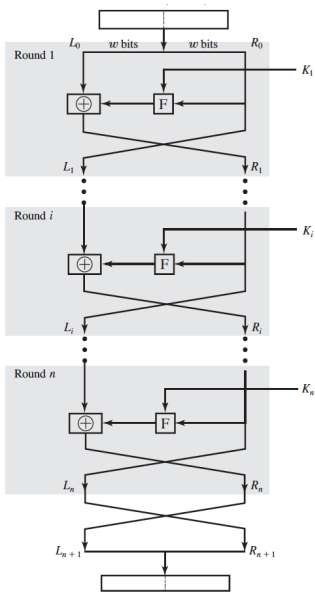 L0 w bits w bits R0
Round 1
K1
⊕ F
L1 R1
Round i
Ki
⊕ F
Li Ri
Round n
Kn
⊕ F
Ln Rn
Ln + 1 Rn + 1